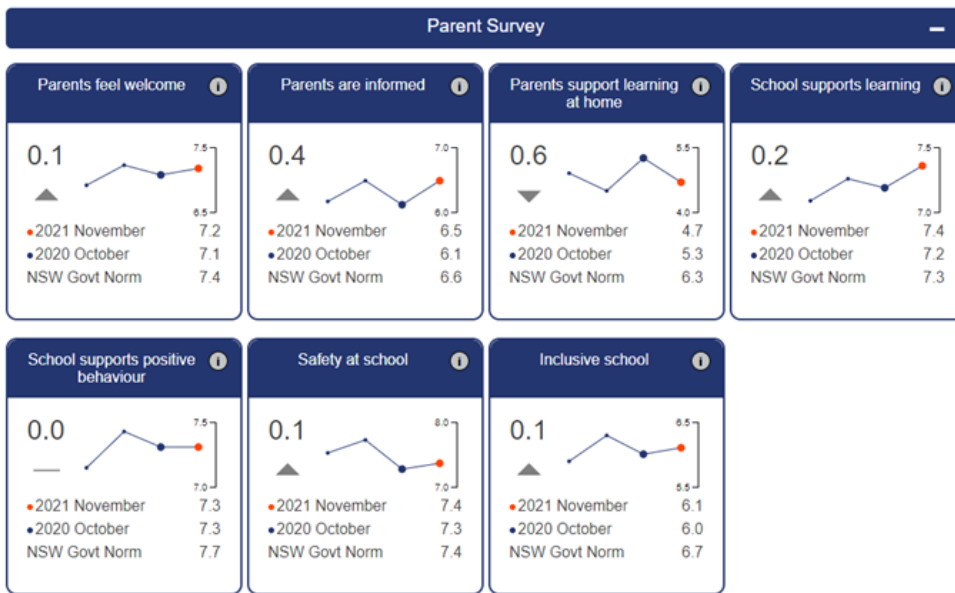 Parent Survey
Parents feel welcome
0.1
7.5
6.5
2021 November 7.2
2020 October 7.1
NSW Govt Norm 7.4
Parents are informed
0.4
7.0
6.0
2021 November 6.5
2020 October 6.1
NSW Govt Norm 6.6
Parents support learning
at home
0.6
5.5
4.0
2021 November 4.7
2020 October 5.3
NSW Govt Norm 6.3
School supports learning
0.2
7.5
7.0
2021 November 7.4
2020 October 7.2
NSW Govt Norm 7.3
School supports positive
behaviour
0.0
7.5
7.0
2021 November 7.3
2020 October 7.3
NSW Govt Norm 7.7
Safety at school
0.1
8.0
7.0
2021 November 7.4
2020 October 7.3
NSW Govt Norm 7.4
Inclusive school
0.1
6.5
5.5
2021 November 6.1
2020 October 6.0
NSW Govt Norm 6.7